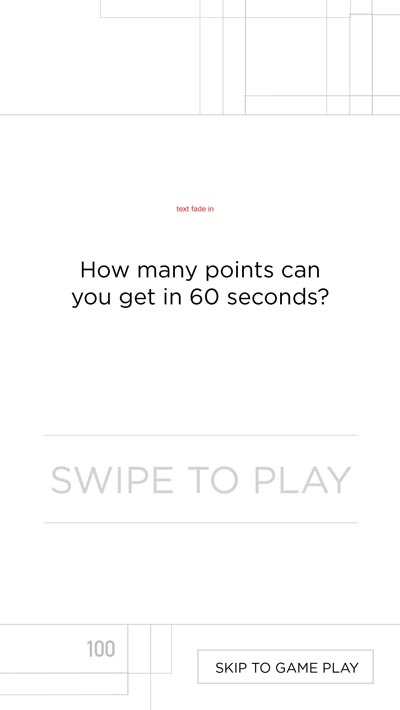 text fade in
How many points can
you get in 60 seconds?
SWIPE TO PLAY
100
SKIP TO GAME PLAY